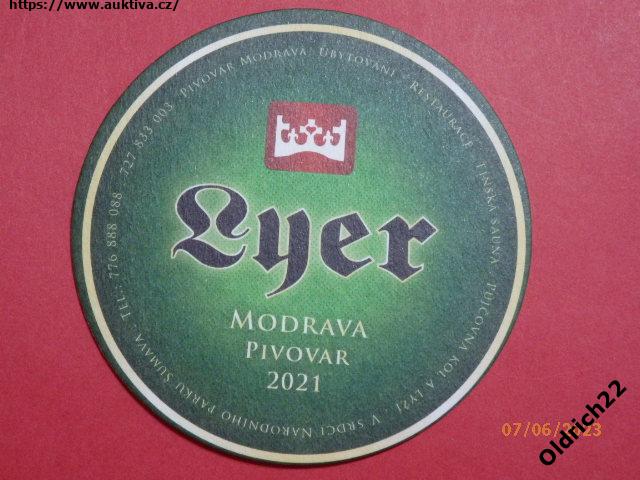 https://www.auktiva.cz/
PIVOVAR MODRAVA · UBYTOVÁNÍ · RESTAURACE · FINSKÁ SAUNA · PŮJČOVNA KOL A LYŽÍ · V SRDCI NÁRODNÍHO PARKU ŠUMAVA · TEL.: 776 888 088 727 833 003
Lyer
MODRAVA
PIVOVAR
2021
07/06/2023
Oldrich22